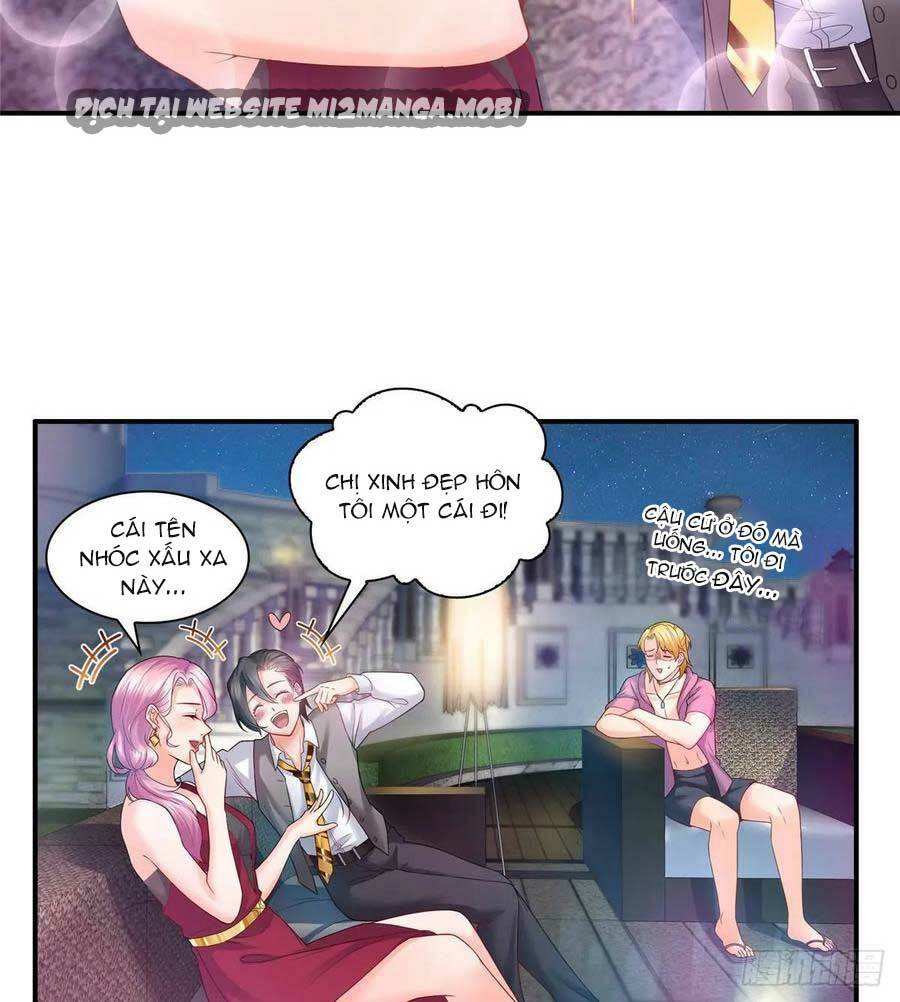 DỊCH TẠI WEBSITE MI2MANGA.MOBI
CHỊ XINH ĐẸP HÔN
TÔI MỘT CÁI ĐI!
CÁI TÊN
NHÓC XẤU XA
NÀY...
CẬU CỨ Ở ĐÓ MÀ
UỐNG... TÔI ĐI
TRƯỚC ĐÂY...